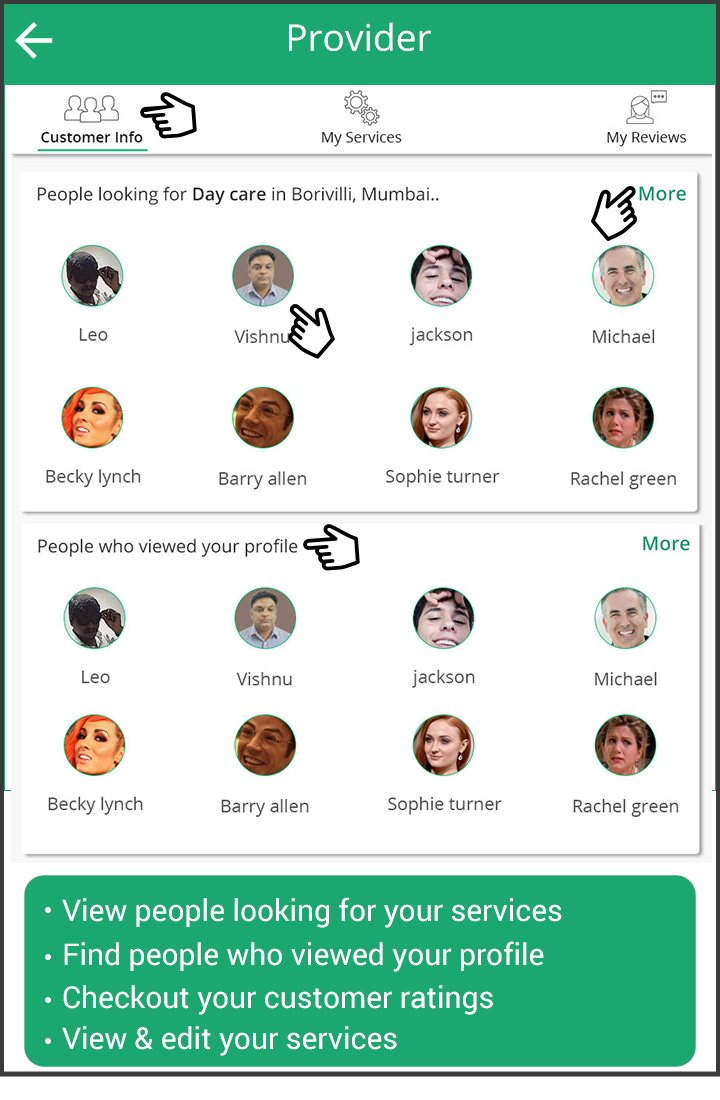 Provider
Customer Info
My Services
My Reviews
People looking for Day care in Borivilli, Mumbai..
More
Leo
Vishnu
jackson
Michael
Becky lynch
Barry allen
Sophie turner
Rachel green
People who viewed your profile
More
Leo
Vishnu
jackson
Michael
Becky lynch
Barry allen
Sophie turner
Rachel green
• View people looking for your services
• Find people who viewed your profile
• Checkout your customer ratings
• View & edit your services